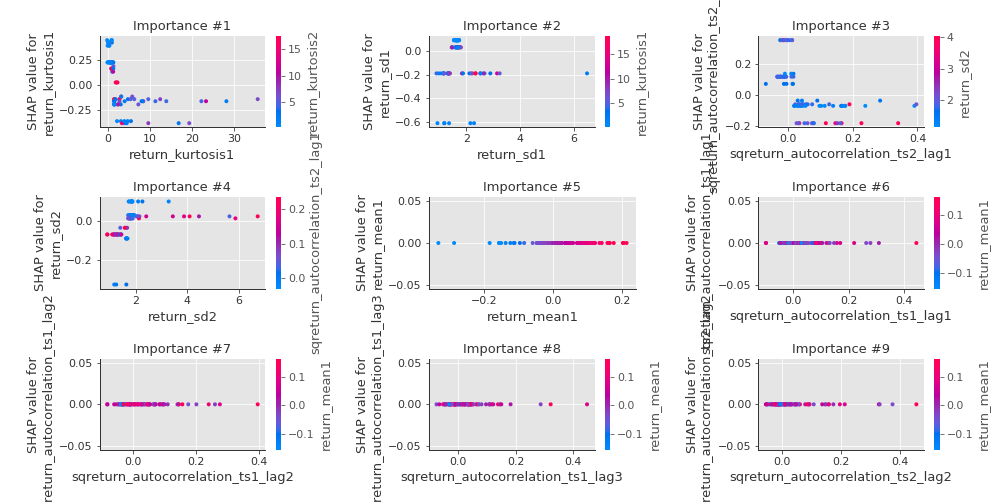 Importance #1
SHAP value for
return_kurtosis1
0.25
0.00
−0.25
0 10 20 30
return_kurtosis1
15
10
5
return_kurtosis2
Importance #2
SHAP value for
return_sd1
0.0
−0.2
−0.4
−0.6
2 4 6
return_sd1
15
10
5
return_kurtosis1
Importance #3
SHAP value for
sqreturn_autocorrelation_ts2_lag1
0.2
0.0
−0.2
0.0 0.2 0.4
sqreturn_autocorrelation_ts2_lag1
4
3
2
return_sd2
Importance #4
SHAP value for
return_sd2
0.0
−0.2
2 4 6
return_sd2
0.2
0.1
0.0
sqreturn_autocorrelation_ts2_lag1
Importance #5
SHAP value for
return_mean1
0.05
0.00
−0.05
−0.2 0.0 0.2
return_mean1
Importance #6
SHAP value for
sqreturn_autocorrelation_ts1_lag1
0.05
0.00
−0.05
0.0 0.2 0.4
sqreturn_autocorrelation_ts1_lag1
0.1
0.0
−0.1
return_mean1
Importance #7
SHAP value for
sqreturn_autocorrelation_ts1_lag2
0.05
0.00
−0.05
0.0 0.2 0.4
sqreturn_autocorrelation_ts1_lag2
0.1
0.0
−0.1
return_mean1
Importance #8
SHAP value for
sqreturn_autocorrelation_ts1_lag3
0.05
0.00
−0.05
0.0 0.2 0.4
sqreturn_autocorrelation_ts1_lag3
0.1
0.0
−0.1
return_mean1
Importance #9
SHAP value for
sqreturn_autocorrelation_ts2_lag2
0.05
0.00
−0.05
0.0 0.2 0.4
sqreturn_autocorrelation_ts2_lag2
0.1
0.0
−0.1
return_mean1